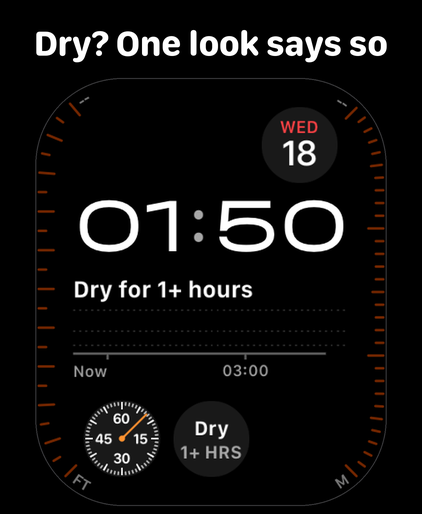 Dry? One look says so
WED
18
01:50
Dry for 1+ hours
Now 03:00
60
45 15
30
Dry
1+ HRS
FT M